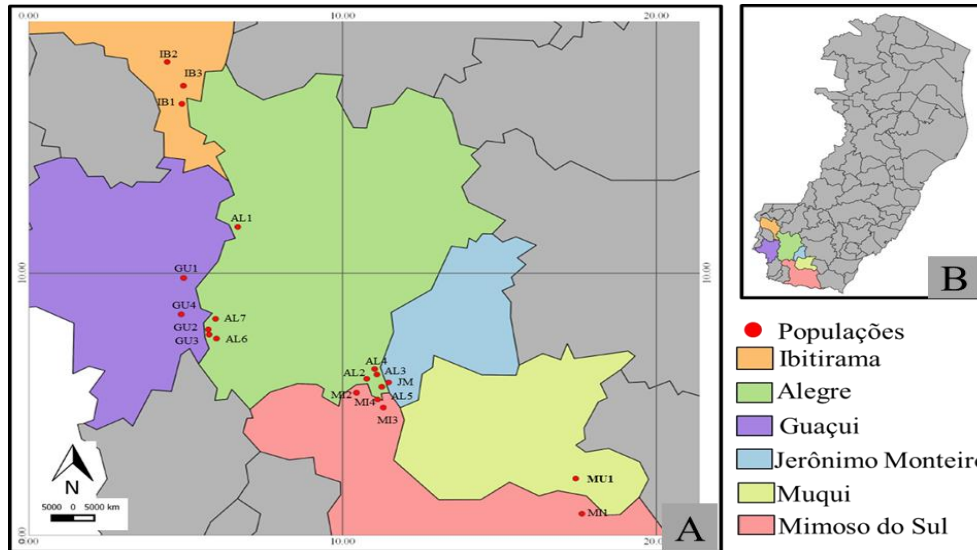 0.00
10.00
20.00
IB2
IB3
IB1
AL1
GU1
10.00
10.00
GU4
AL7
GU2
GU3
AL6
AL4
AL3
AL2
JM
MI2
MI4
AL5
MI3
N
5000 0 5000 km
MU1
MI1
0.00
10.00
20.00
0.00
A
B
Populações
Ibitirama
Alegre
Guaçui
Jerônimo Monteiro
Muqui
Mimoso do Sul